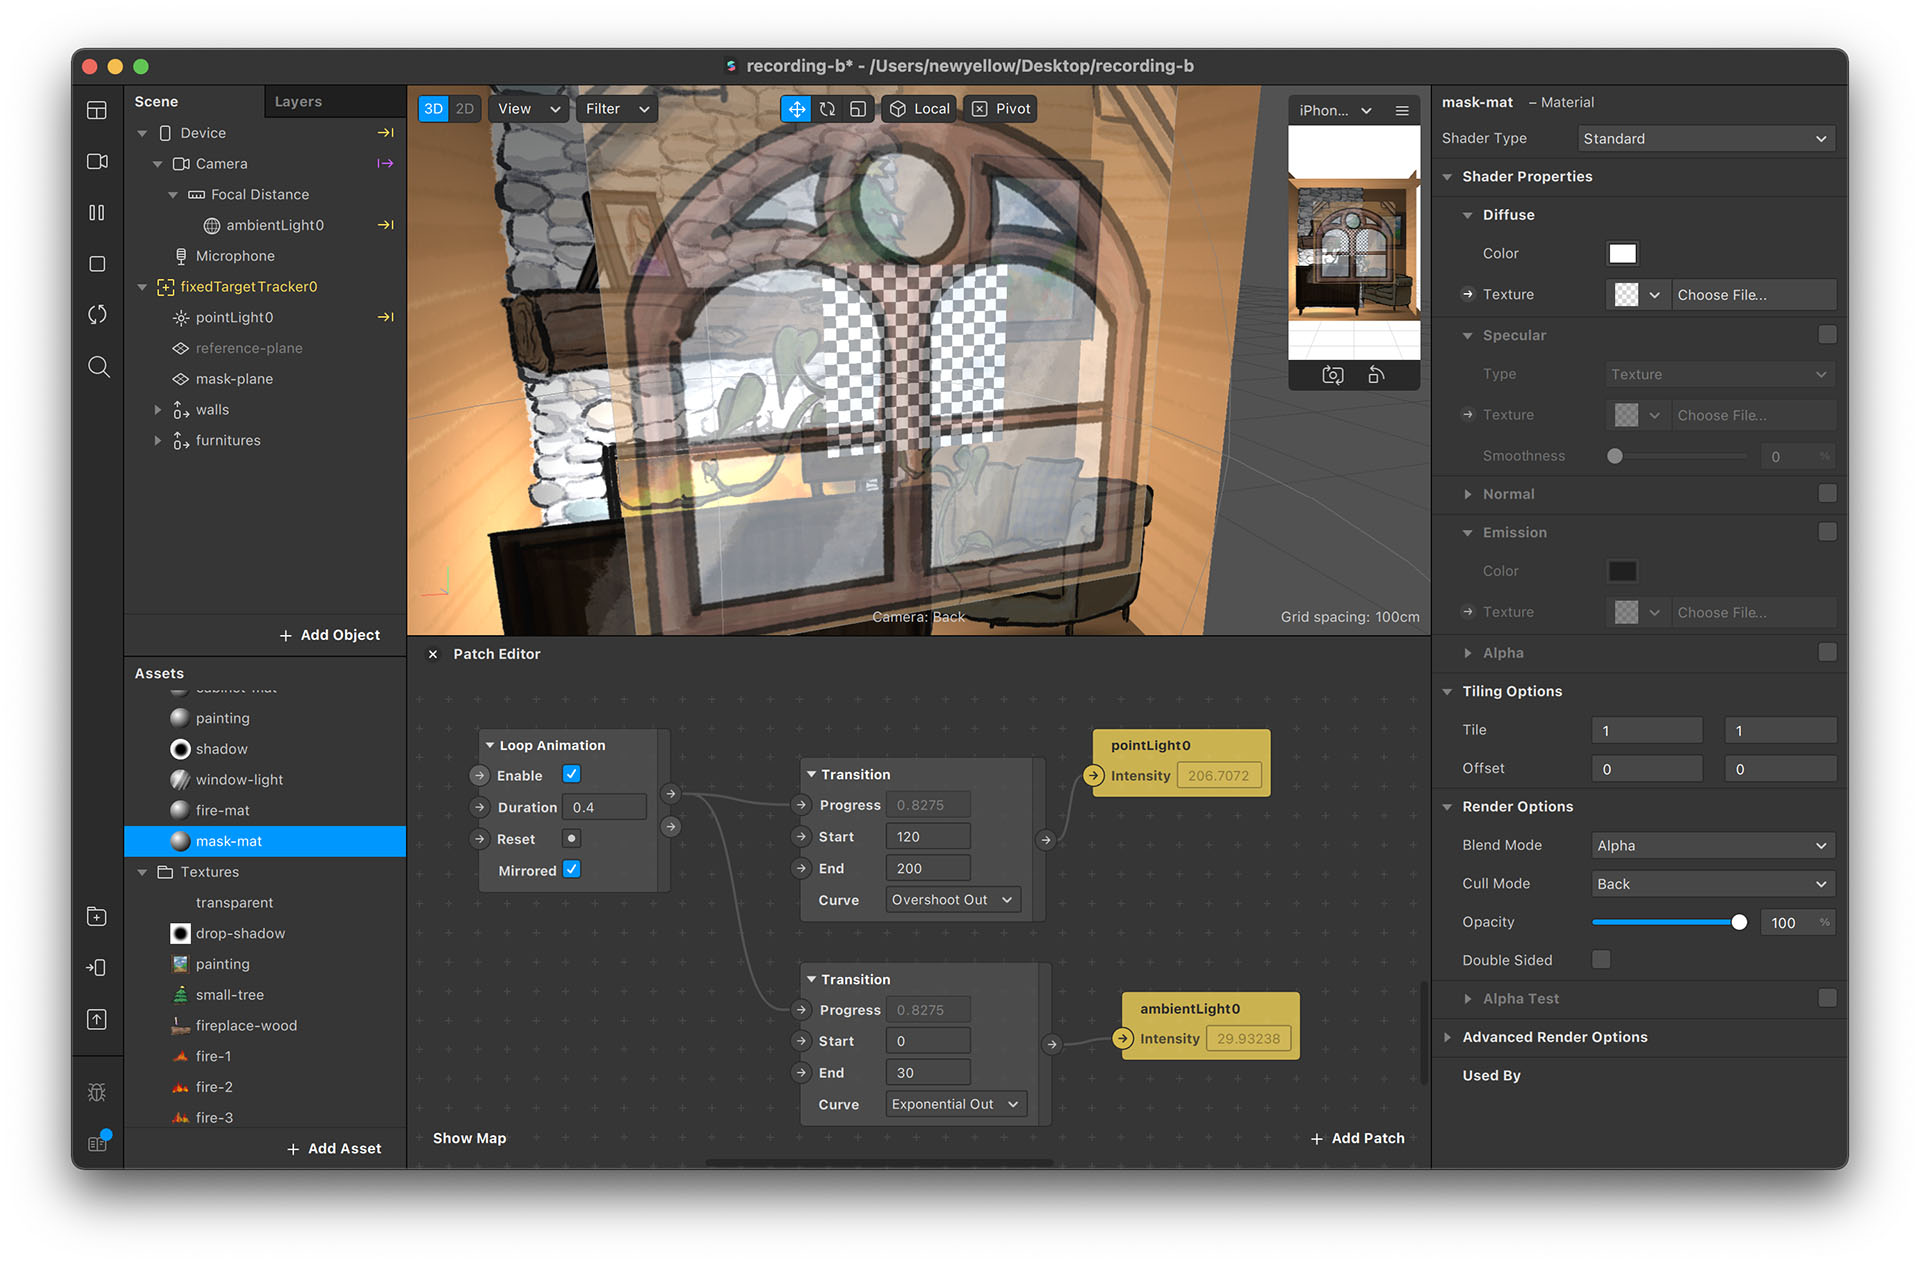 recording-b* - /Users/newyellow/Desktop/recording-b
Scene
Layers
Device
Camera
Focal Distance
ambientLight0
Microphone
fixedTargetTracker0
pointLight0
reference-plane
mask-plane
walls
furnitures
+ Add Object
Assets
cabinet-mat
painting
shadow
window-light
fire-mat
mask-mat
Textures
transparent
drop-shadow
painting
small-tree
fireplace-wood
fire-1
fire-2
fire-3
+ Add Asset
3D 2D View Filter Local Pivot
iPhon...
Camera: Back
Grid spacing: 100cm
Patch Editor
Loop Animation
Enable
Duration 0.4
Reset
Mirrored
Transition
Progress 0.8275
Start 120
End 200
Curve Overshoot Out
pointLight0
Intensity 206.7072
Transition
Progress 0.8275
Start 0
End 30
Curve Exponential Out
ambientLight0
Intensity 29.93238
Show Map
+ Add Patch
mask-mat – Material
Shader Type Standard
Shader Properties
Diffuse
Color
Texture Choose File...
Specular
Type Texture
Texture Choose File...
Smoothness 0 %
Normal
Emission
Color
Texture Choose File...
Alpha
Tiling Options
Tile 1 1
Offset 0 0
Render Options
Blend Mode Alpha
Cull Mode Back
Opacity 100 %
Double Sided
Alpha Test
Advanced Render Options
Used By